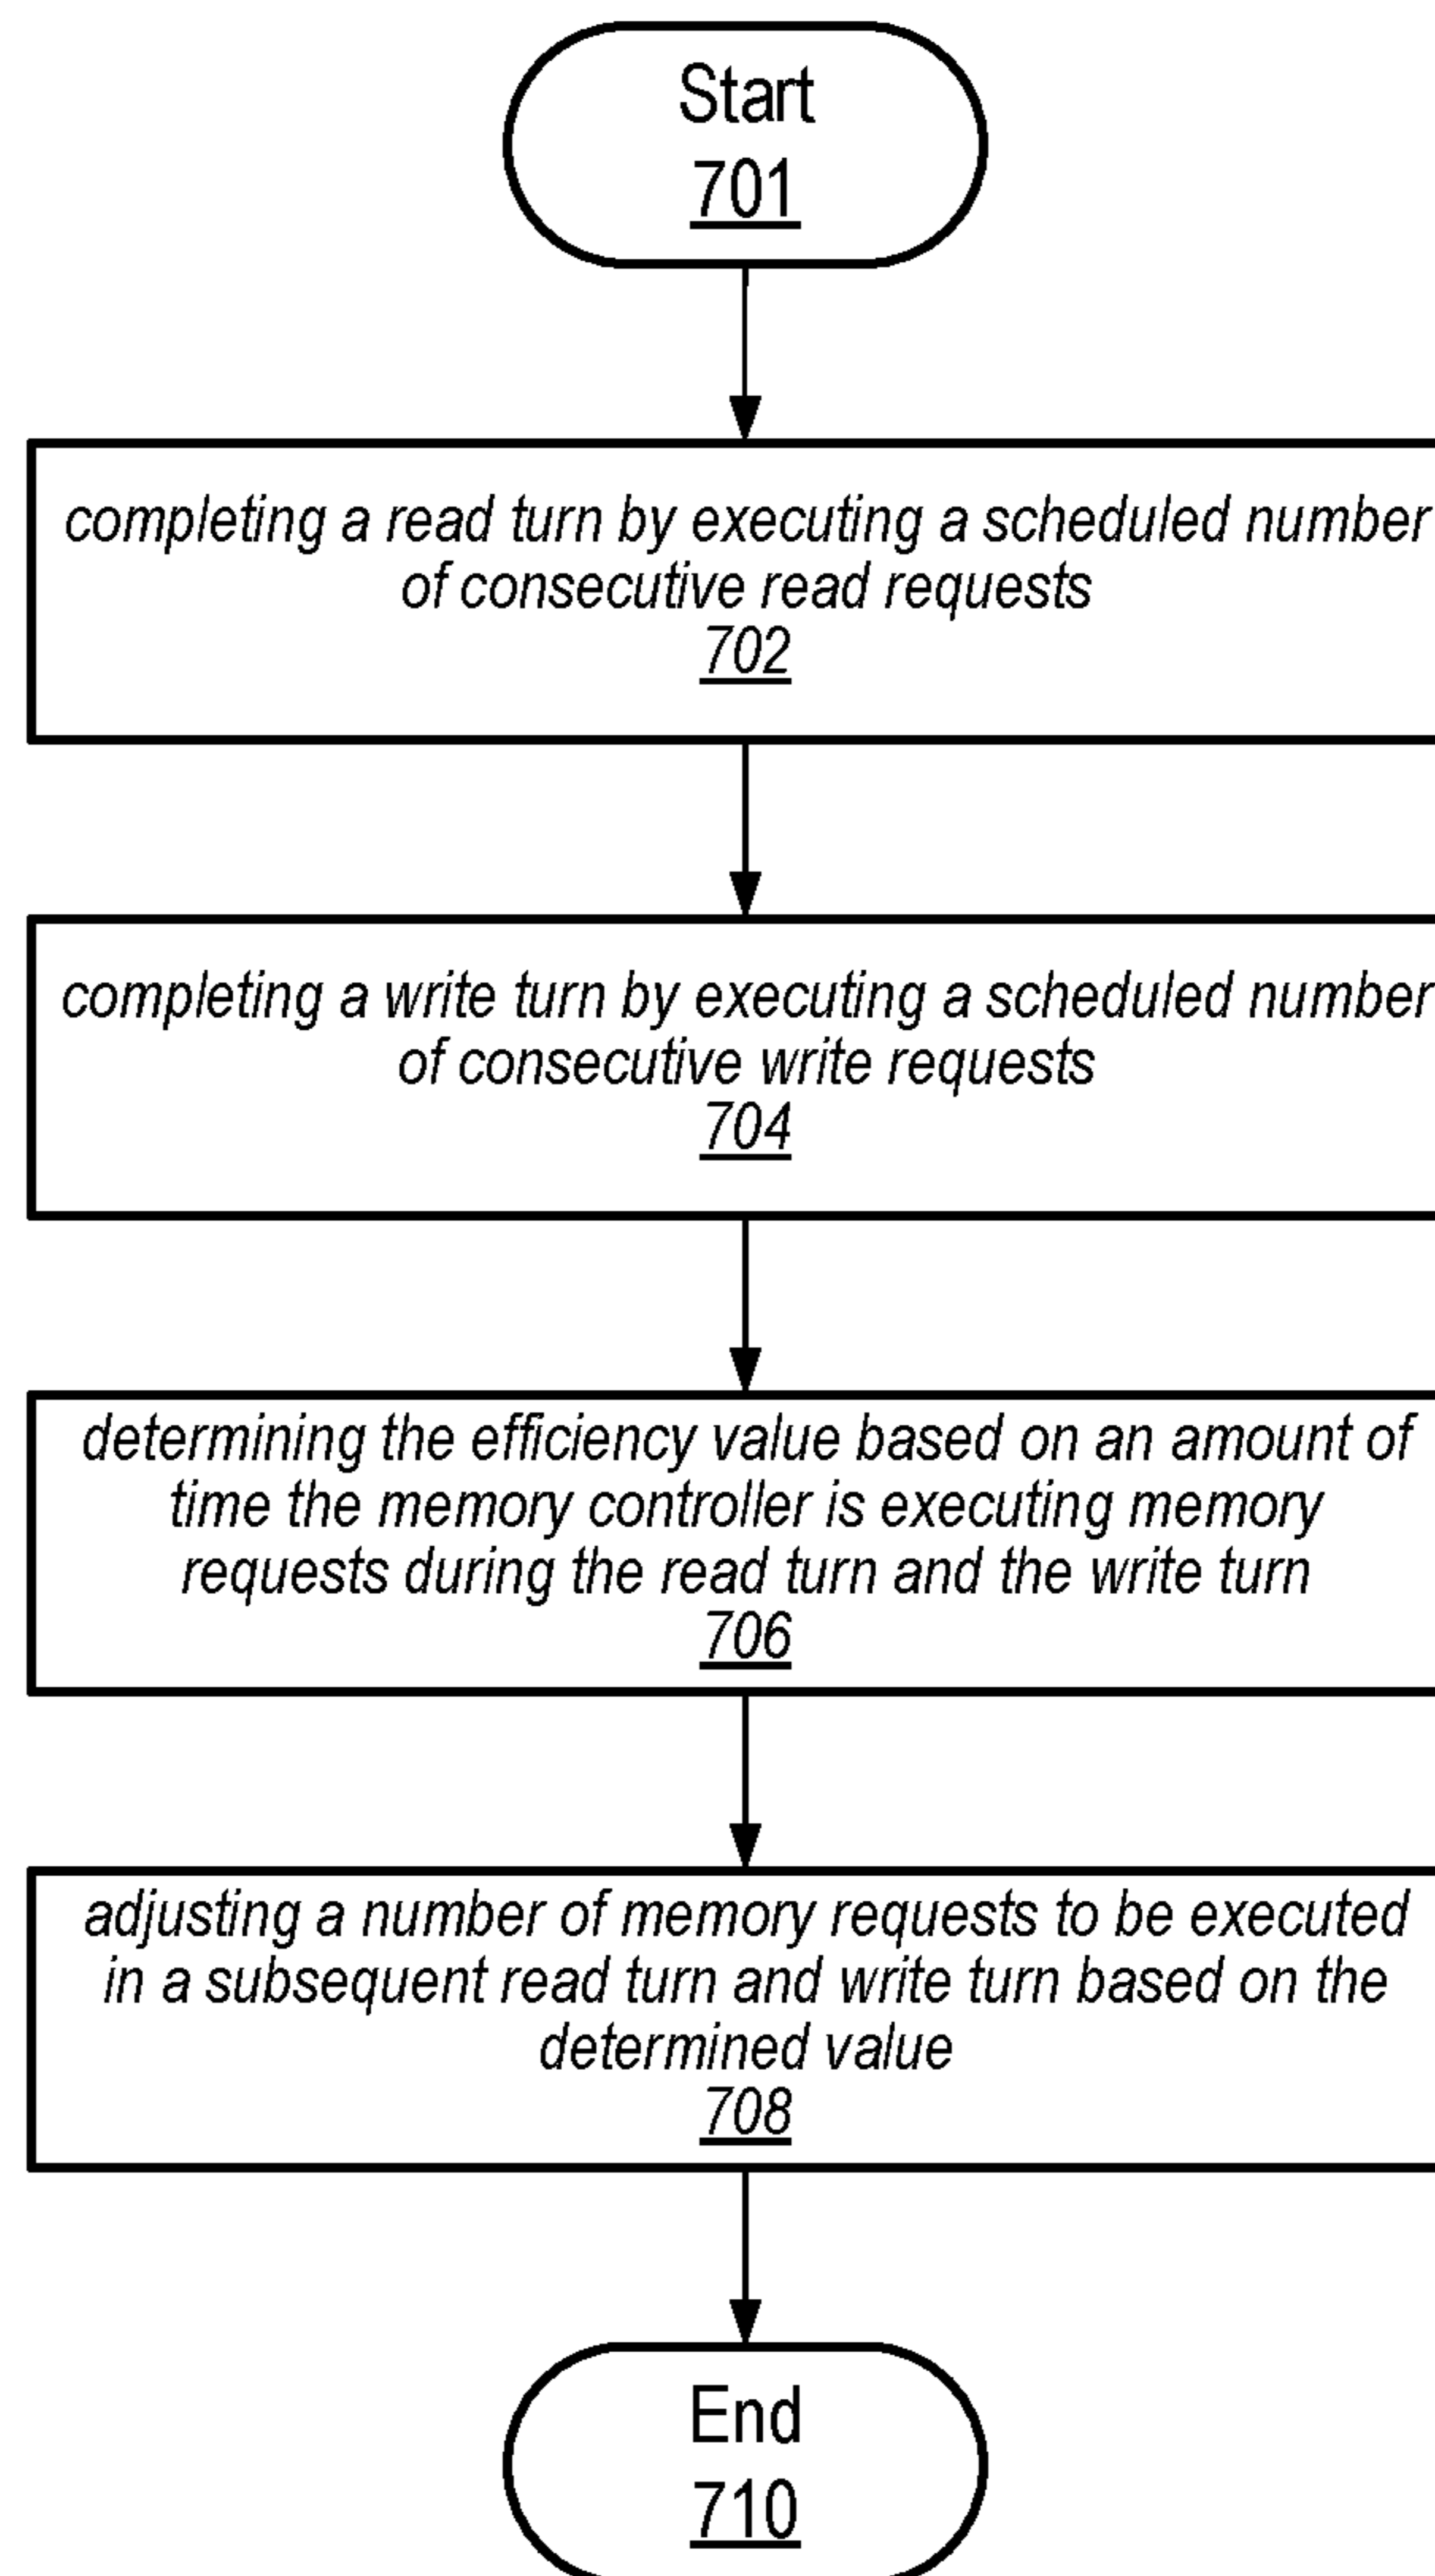 Start
701
completing a read turn by executing a scheduled number
of consecutive read requests
702
completing a write turn by executing a scheduled number
of consecutive write requests
704
determining the efficiency value based on an amount of
time the memory controller is executing memory
requests during the read turn and the write turn
706
adjusting a number of memory requests to be executed
in a subsequent read turn and write turn based on the
determined value
708
End
710